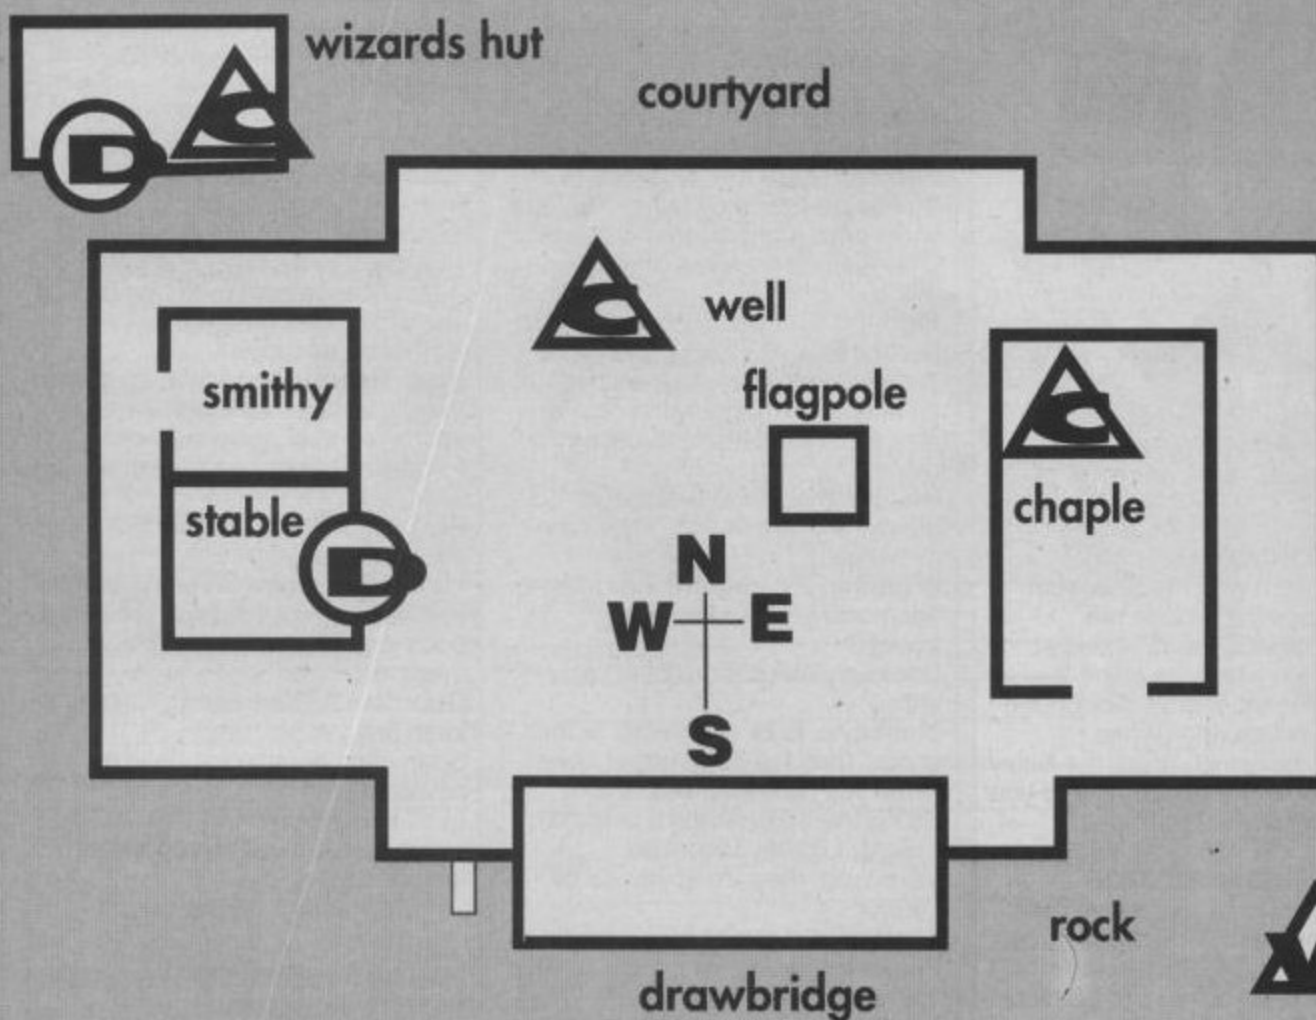 wizards hut
courtyard
C
D
C
well
smithy
flagpole
C
stable
chaple
D
N
W E
S
rock
drawbridge